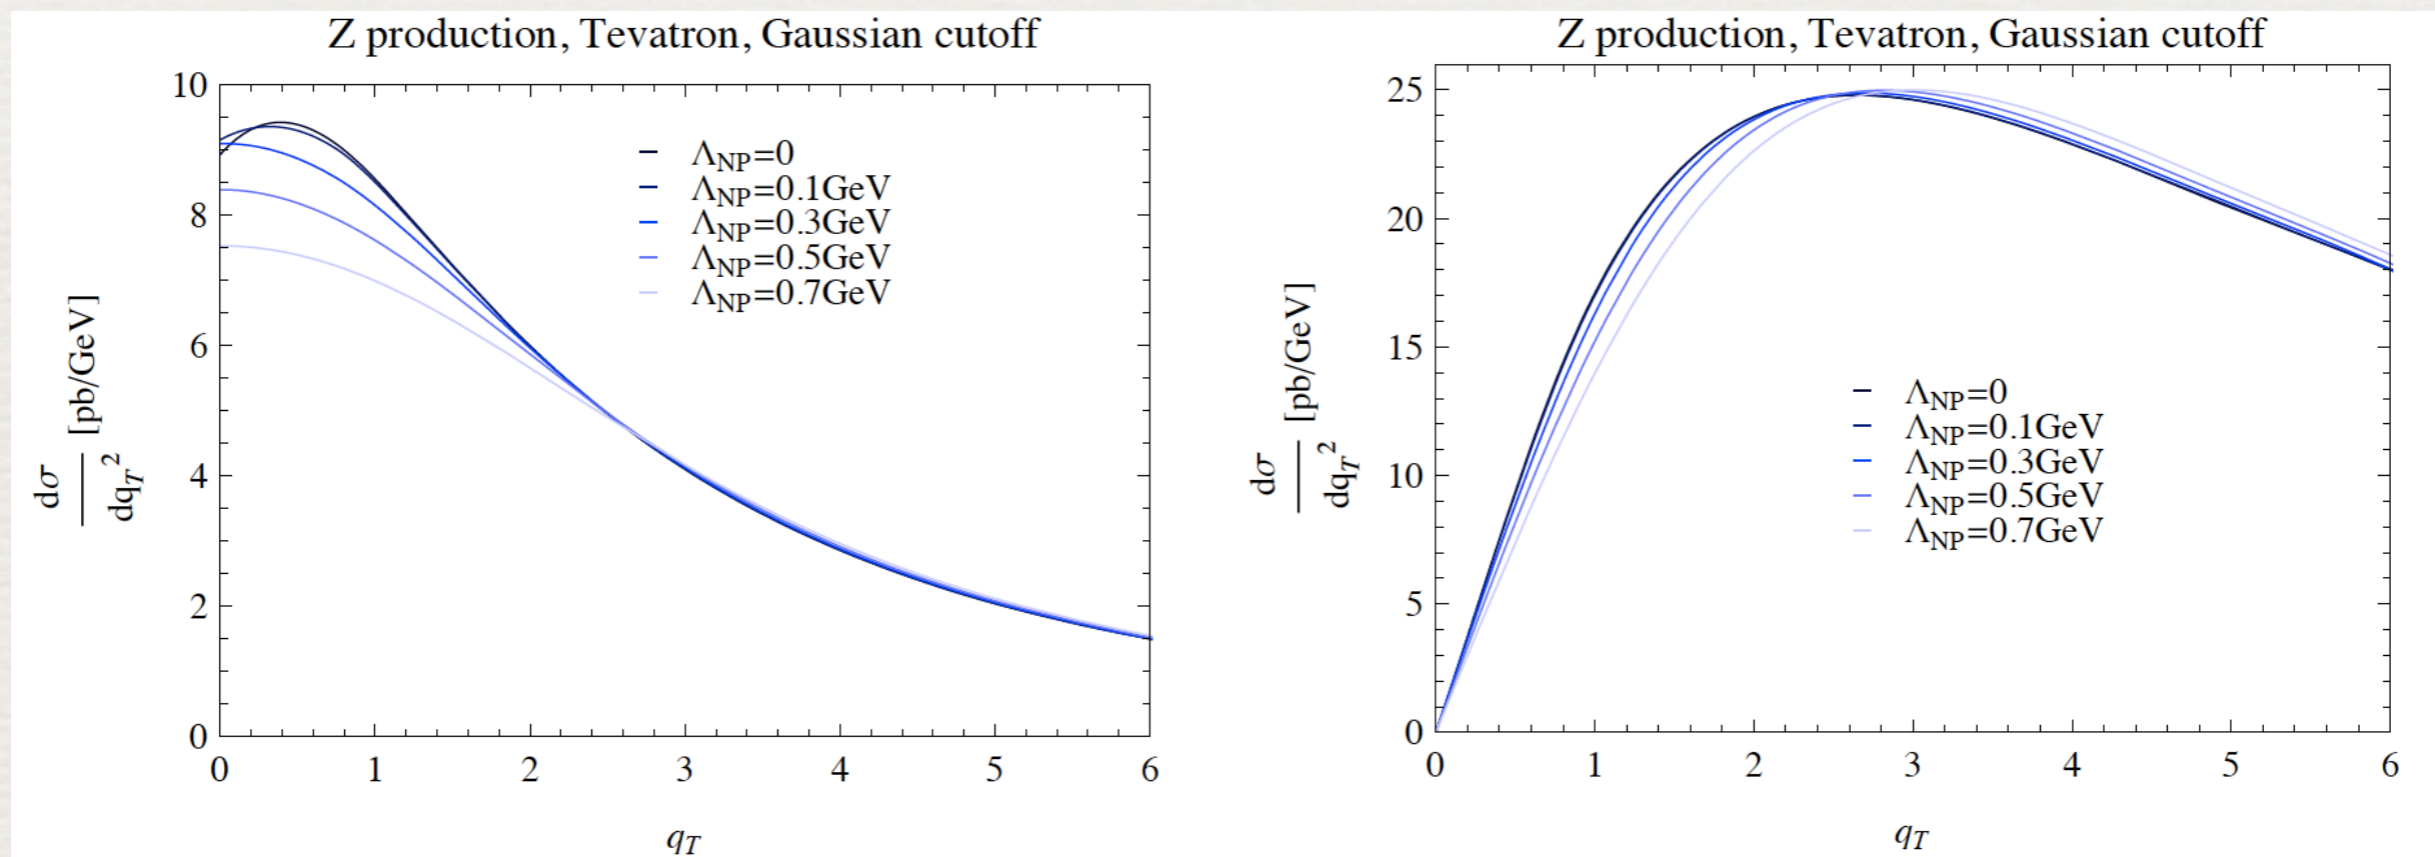 Z production, Tevatron, Gaussian cutoff
10
8
6
4
2
0
0 1 2 3 4 5 6
dσ
dq_T^2
[pb/GeV]
q_T
Λ_NP=0
Λ_NP=0.1GeV
Λ_NP=0.3GeV
Λ_NP=0.5GeV
Λ_NP=0.7GeV
Z production, Tevatron, Gaussian cutoff
25
20
15
10
5
0
0 1 2 3 4 5 6
dσ
dq_T^2
[pb/GeV]
q_T
Λ_NP=0
Λ_NP=0.1GeV
Λ_NP=0.3GeV
Λ_NP=0.5GeV
Λ_NP=0.7GeV